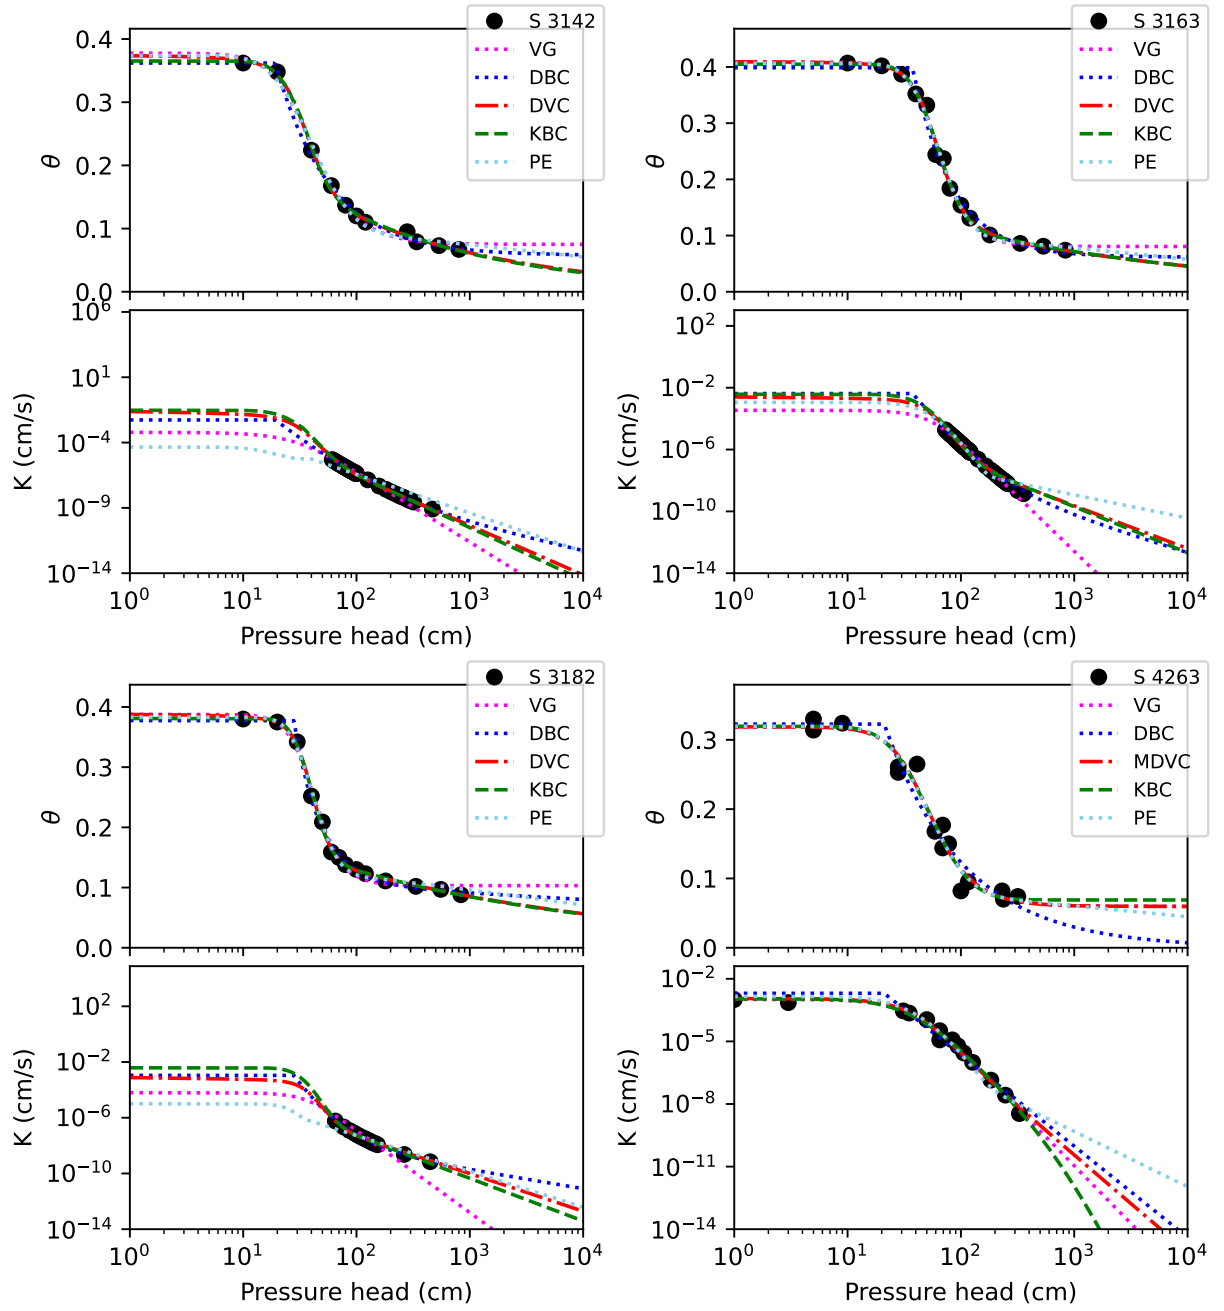 S 3142
VG
DBC
DVC
KBC
PE
0.4
0.3
0.2
0.1
0.0
θ
10^6
10^1
10^-4
10^-9
10^-14
K (cm/s)
10^0 10^1 10^2 10^3 10^4
Pressure head (cm)
S 3163
VG
DBC
DVC
KBC
PE
0.4
0.3
0.2
0.1
0.0
θ
10^2
10^-2
10^-6
10^-10
10^-14
K (cm/s)
10^0 10^1 10^2 10^3 10^4
Pressure head (cm)
S 3182
VG
DBC
DVC
KBC
PE
0.4
0.3
0.2
0.1
0.0
θ
10^2
10^-2
10^-6
10^-10
10^-14
K (cm/s)
10^0 10^1 10^2 10^3 10^4
Pressure head (cm)
S 4263
VG
DBC
MDVC
KBC
PE
0.3
0.2
0.1
0.0
θ
10^-2
10^-5
10^-8
10^-11
10^-14
K (cm/s)
10^0 10^1 10^2 10^3 10^4
Pressure head (cm)